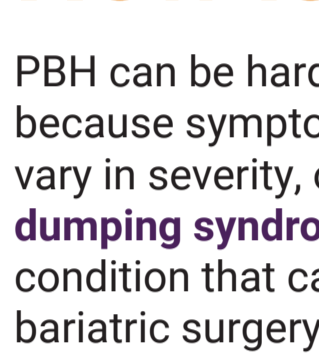 PBH can be hard
because sympto
vary in severity,
dumping syndro
condition that ca
bariatric surgery